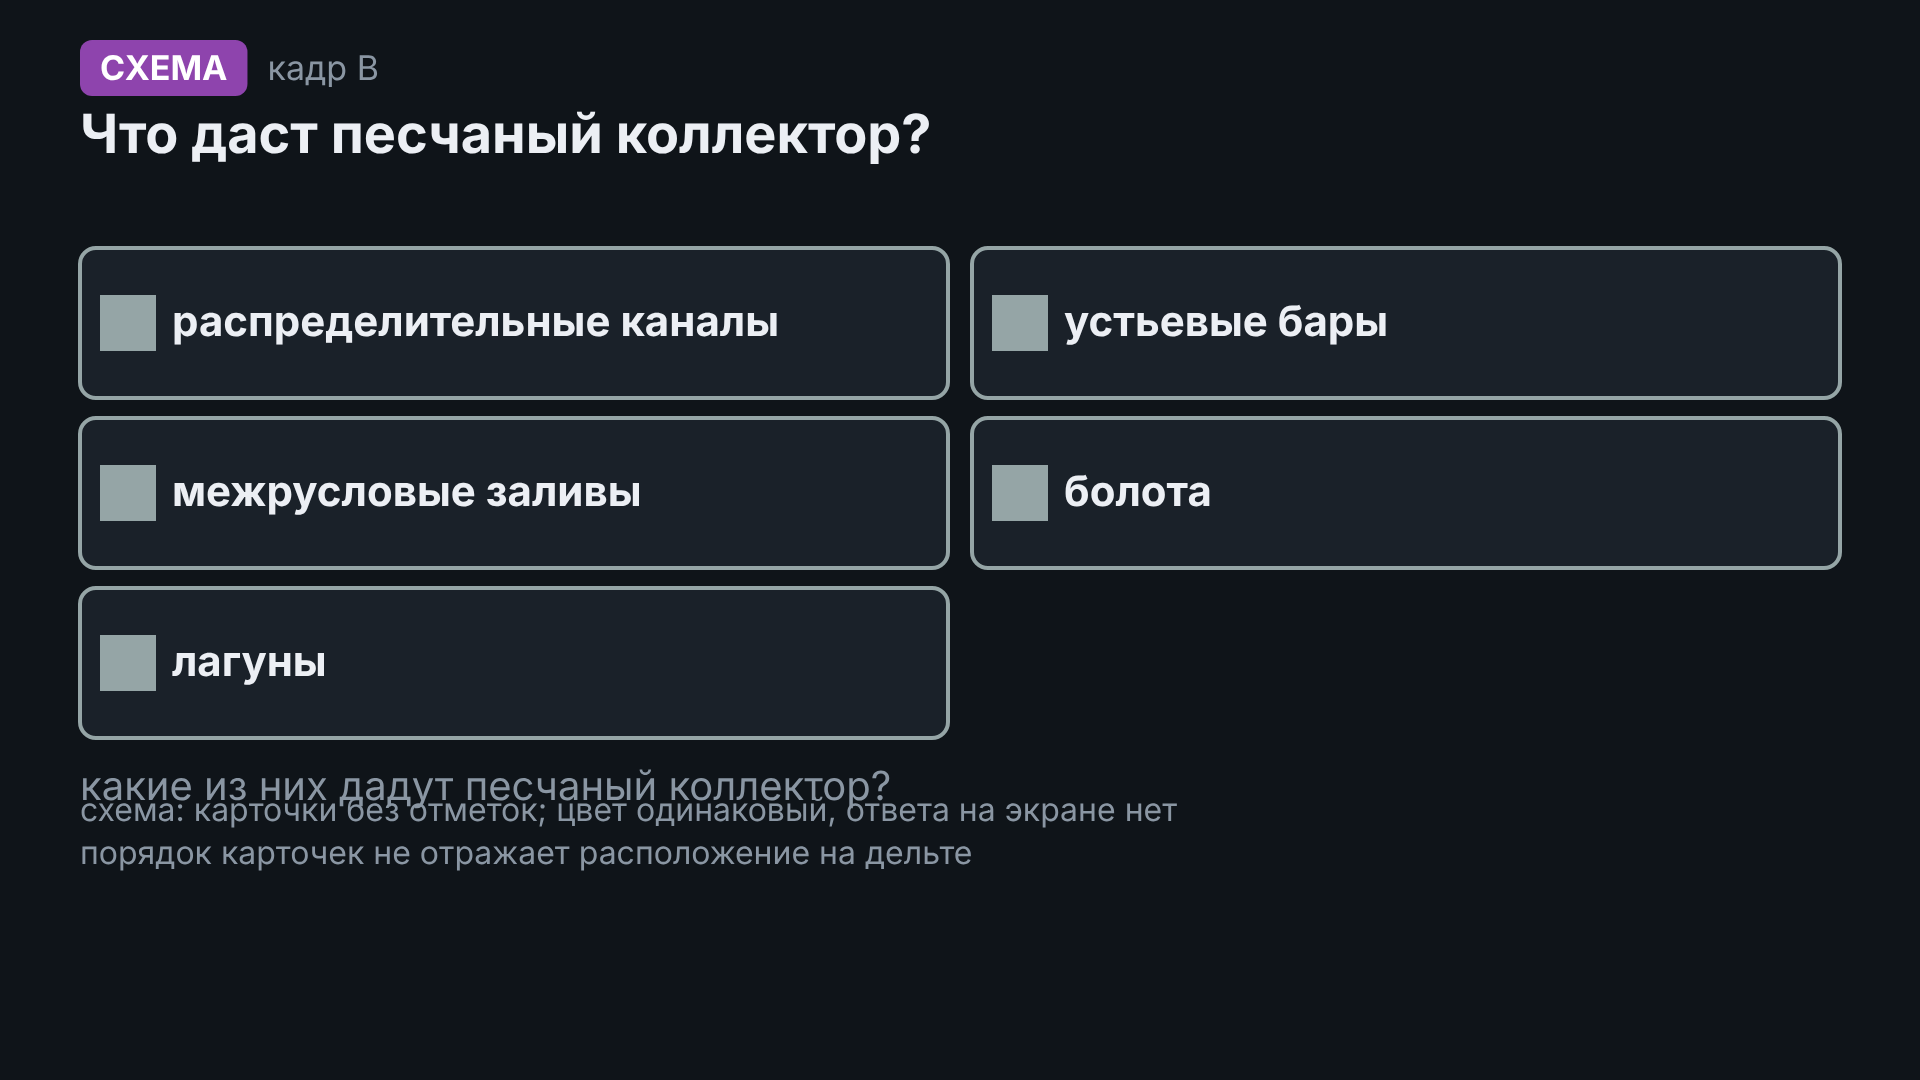 СХЕМА кадр В
Что даст песчаный коллектор?
распределительные каналы
устьевые бары
межрусловые заливы
болота
лагуны
какие из них дадут песчаный коллектор?
схема: карточки без отметок; цвет одинаковый, ответа на экране нет
порядок карточек не отражает расположение на дельте